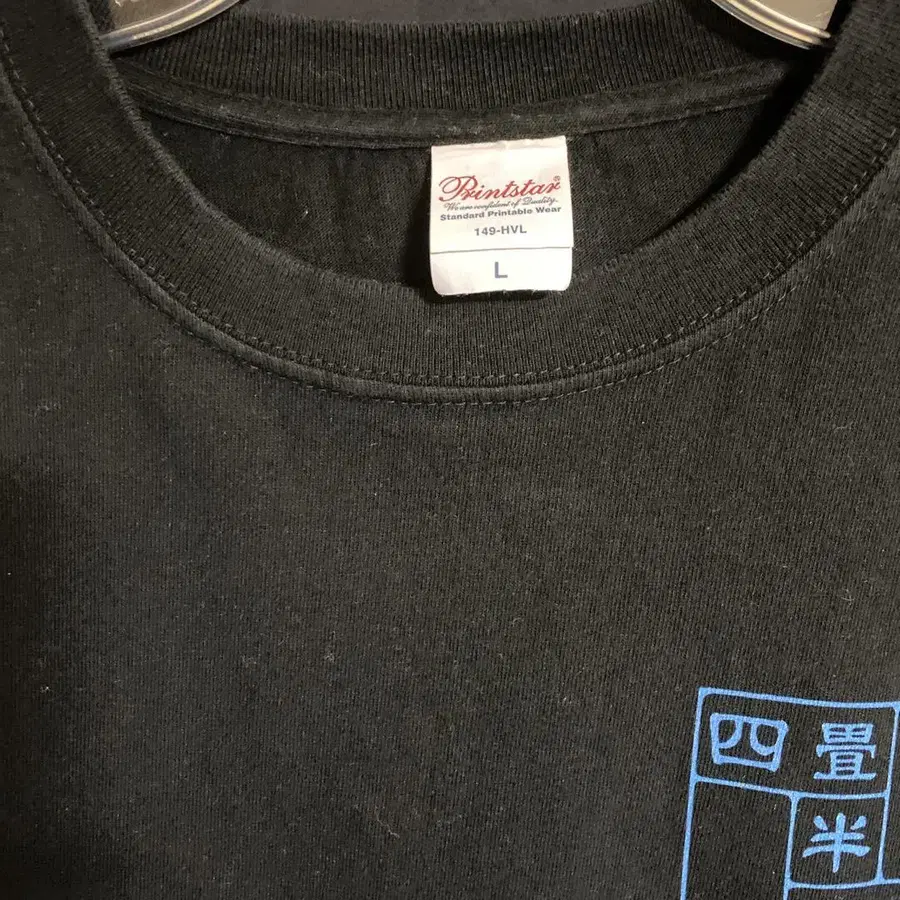 Printstar®
We are confident of Quality.
Standard Printable Wear
149-HVL
L
四畳
半